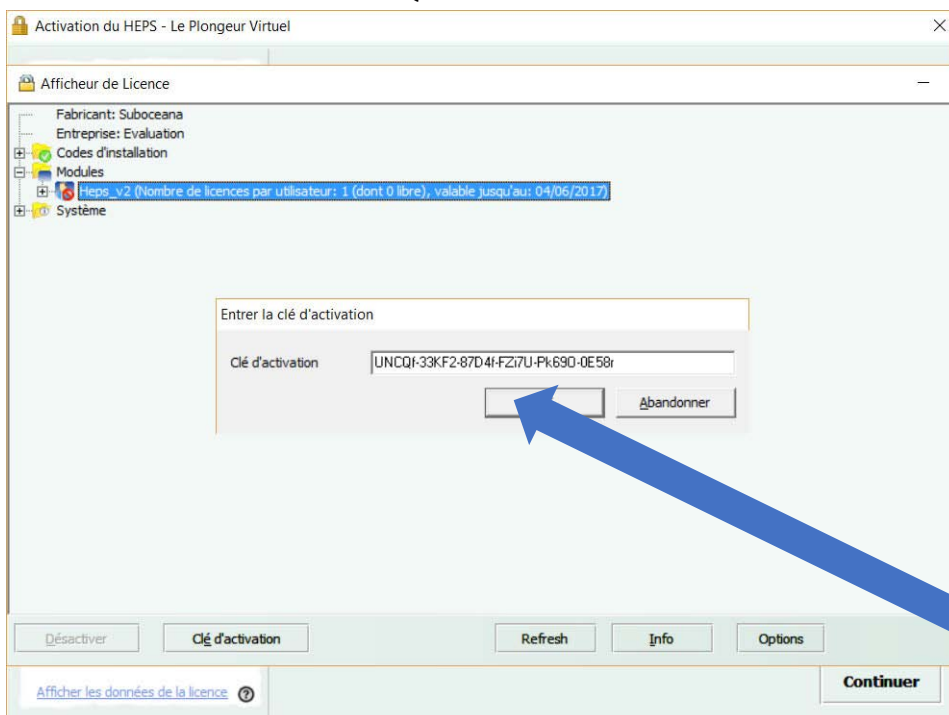 Activation du HEPS - Le Plongeur Virtuel
Afficheur de Licence
Fabricant: Suboceana
Entreprise: Evaluation
Codes d'installation
Modules
Heps_v2 (Nombre de licences par utilisateur: 1 (dont 0 libre), valable jusqu'au: 04/06/2017)
Système
Entrer la clé d'activation
Clé d'activation UNCQf-33KF2-87D4f-FZi7U-Pk69O-0E58r
Abandonner
Désactiver Clé d'activation Refresh Info Options
Afficher les données de la licence Continuer